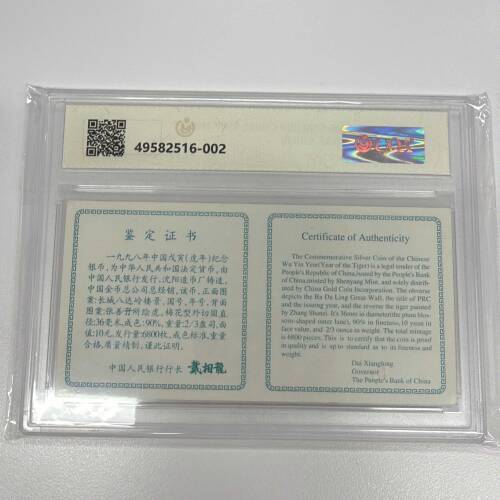 49582516-002
鉴定证书
一九九八年中国戊寅(虎年)纪念
银币,为中华人民共和国法定货币,由
中国人民银行发行,沈阳造币厂铸造,
中国金币总公司总经销,该币,正面图
案:长城八达岭楼景,国号,年号,背面
图案:张善孖所绘虎,梅花型外切圆直
径:36毫米,成色:90%,重量:2/3盎司,面
值:10元,发行量:6800枚,成色标准,重量
合格,质量精制,谨此证明。
中国人民银行行长 戴相龍
Certificate of Authenticity
The Commemorative Silver Coin of the Chinese
Wu Yin Year(Year of the Tiger) is a legal tender of the
People's Republic of China,issued by the People's Bank
of China,minted by Shenyang Mint, and solely distrib-
uted by China Gold Coin Incorporation. The obverse
depicts the Ba Da Ling Great Wall, the title of PRC
and the issuing year, and the reverse the tiger painted
by Zhang Shanzi. It's 36mm in diameter(the plum blos-
som-shaped outer lane), 90% in fineness,10 yuan in
face value, and 2/3 ounce in weight. The total mintage
is 6800 pieces. This is to certify that the coin is proof
in quality and is up to standard as to its fineness and
weight.
Dai Xianglong
Governor
The People's Bank of China